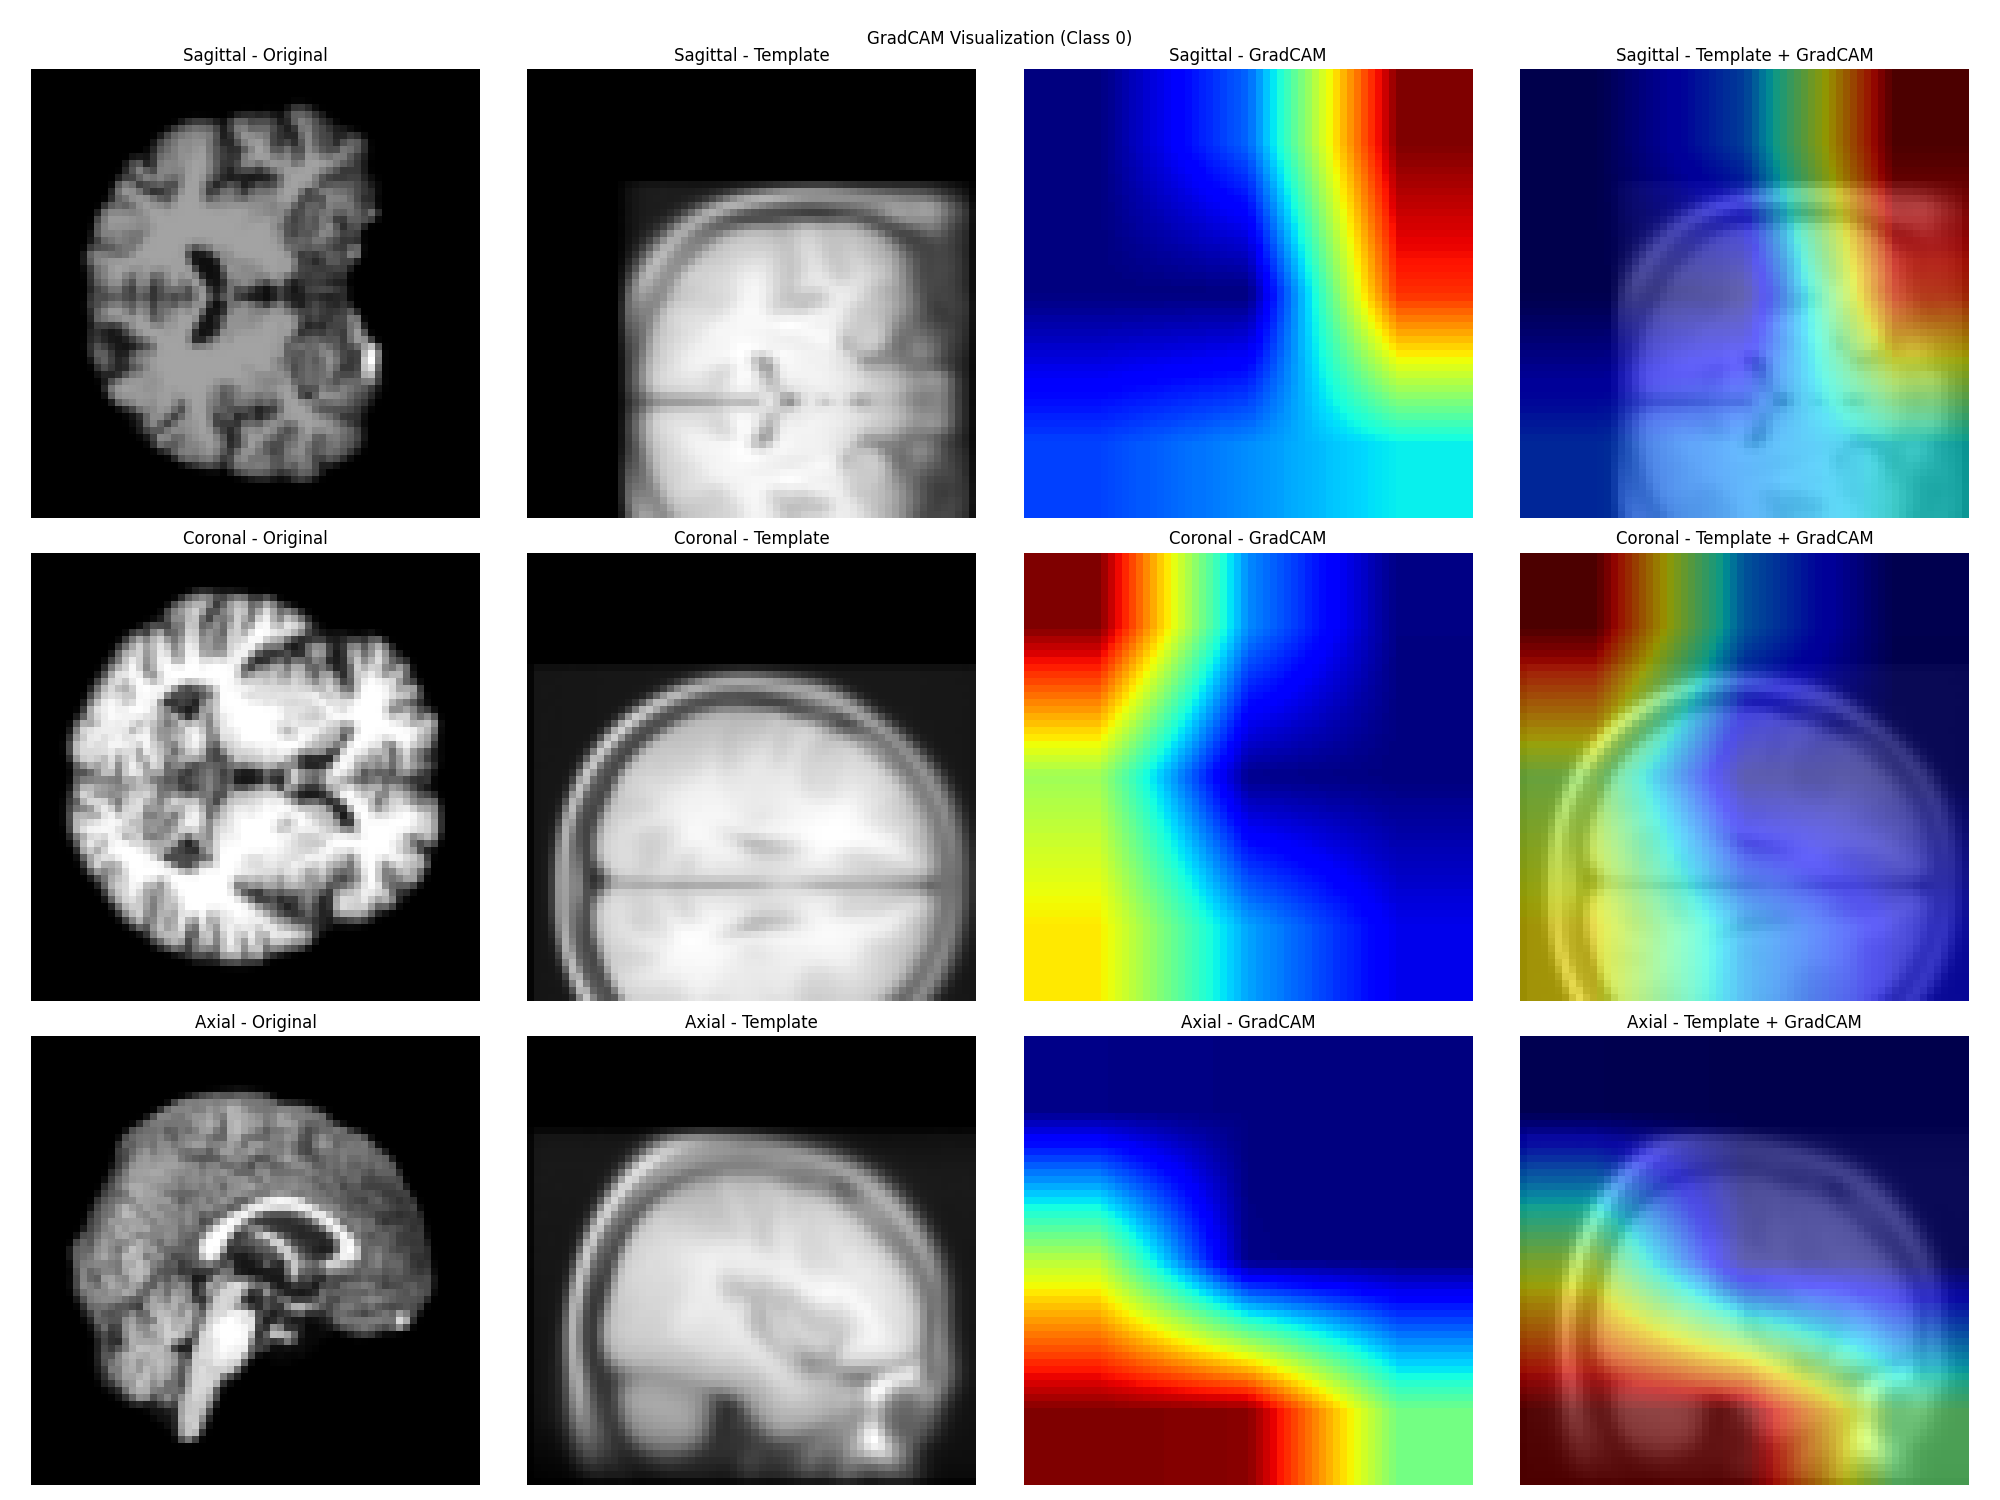 GradCAM Visualization (Class 0)
Sagittal - Original
Sagittal - Template
Sagittal - GradCAM
Sagittal - Template + GradCAM
Coronal - Original
Coronal - Template
Coronal - GradCAM
Coronal - Template + GradCAM
Axial - Original
Axial - Template
Axial - GradCAM
Axial - Template + GradCAM